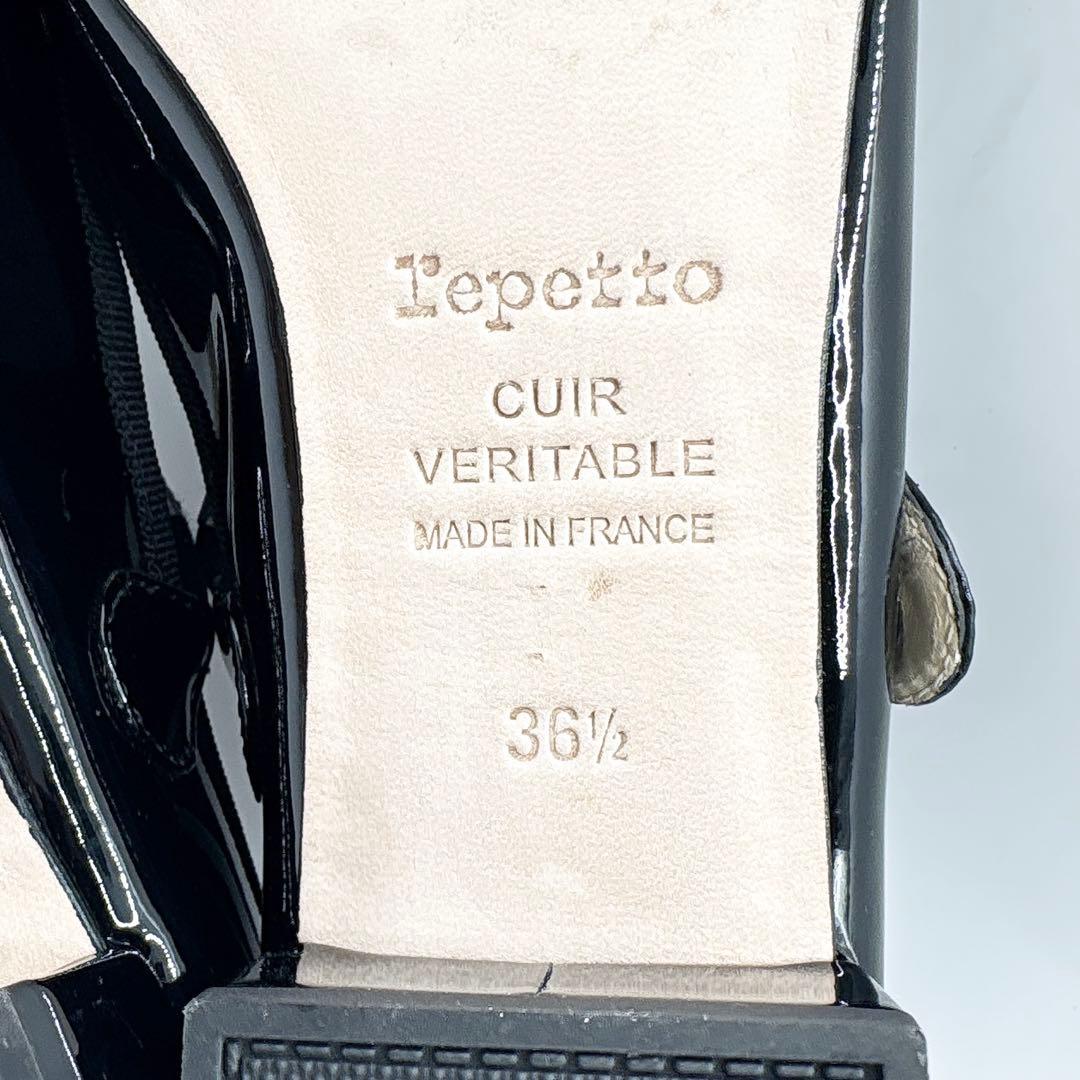 repetto
CUIR
VERITABLE
MADE IN FRANCE
36½